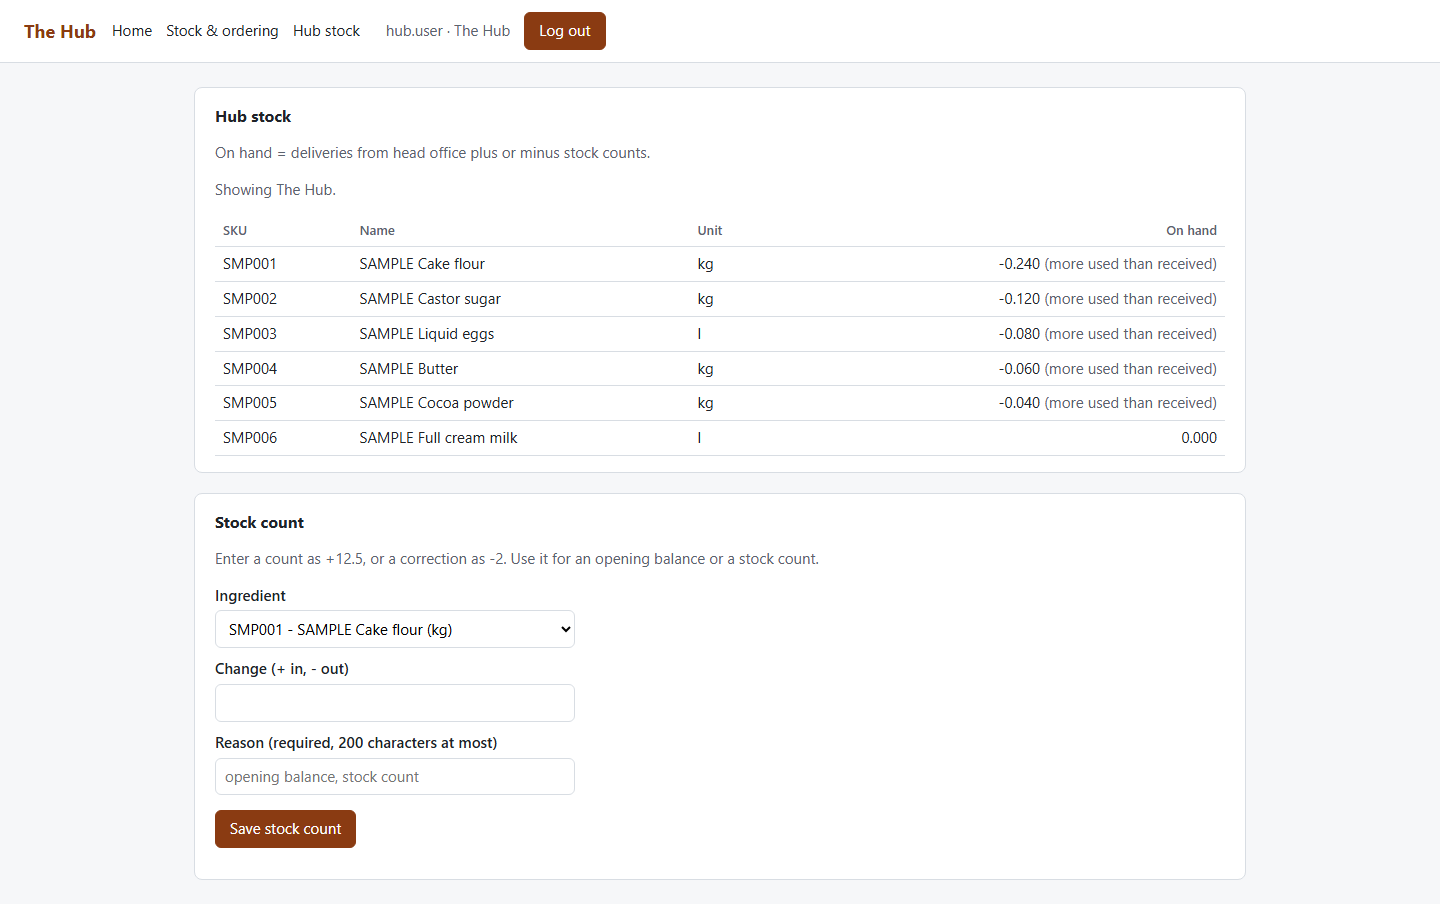 The Hub Home Stock & ordering Hub stock hub.user · The Hub Log out
Hub stock
On hand = deliveries from head office plus or minus stock counts.
Showing The Hub.
SKU Name Unit On hand
SMP001 SAMPLE Cake flour kg -0.240 (more used than received)
SMP002 SAMPLE Castor sugar kg -0.120 (more used than received)
SMP003 SAMPLE Liquid eggs l -0.080 (more used than received)
SMP004 SAMPLE Butter kg -0.060 (more used than received)
SMP005 SAMPLE Cocoa powder kg -0.040 (more used than received)
SMP006 SAMPLE Full cream milk l 0.000
Stock count
Enter a count as +12.5, or a correction as -2. Use it for an opening balance or a stock count.
Ingredient
SMP001 - SAMPLE Cake flour (kg)
Change (+ in, - out)
Reason (required, 200 characters at most)
opening balance, stock count
Save stock count